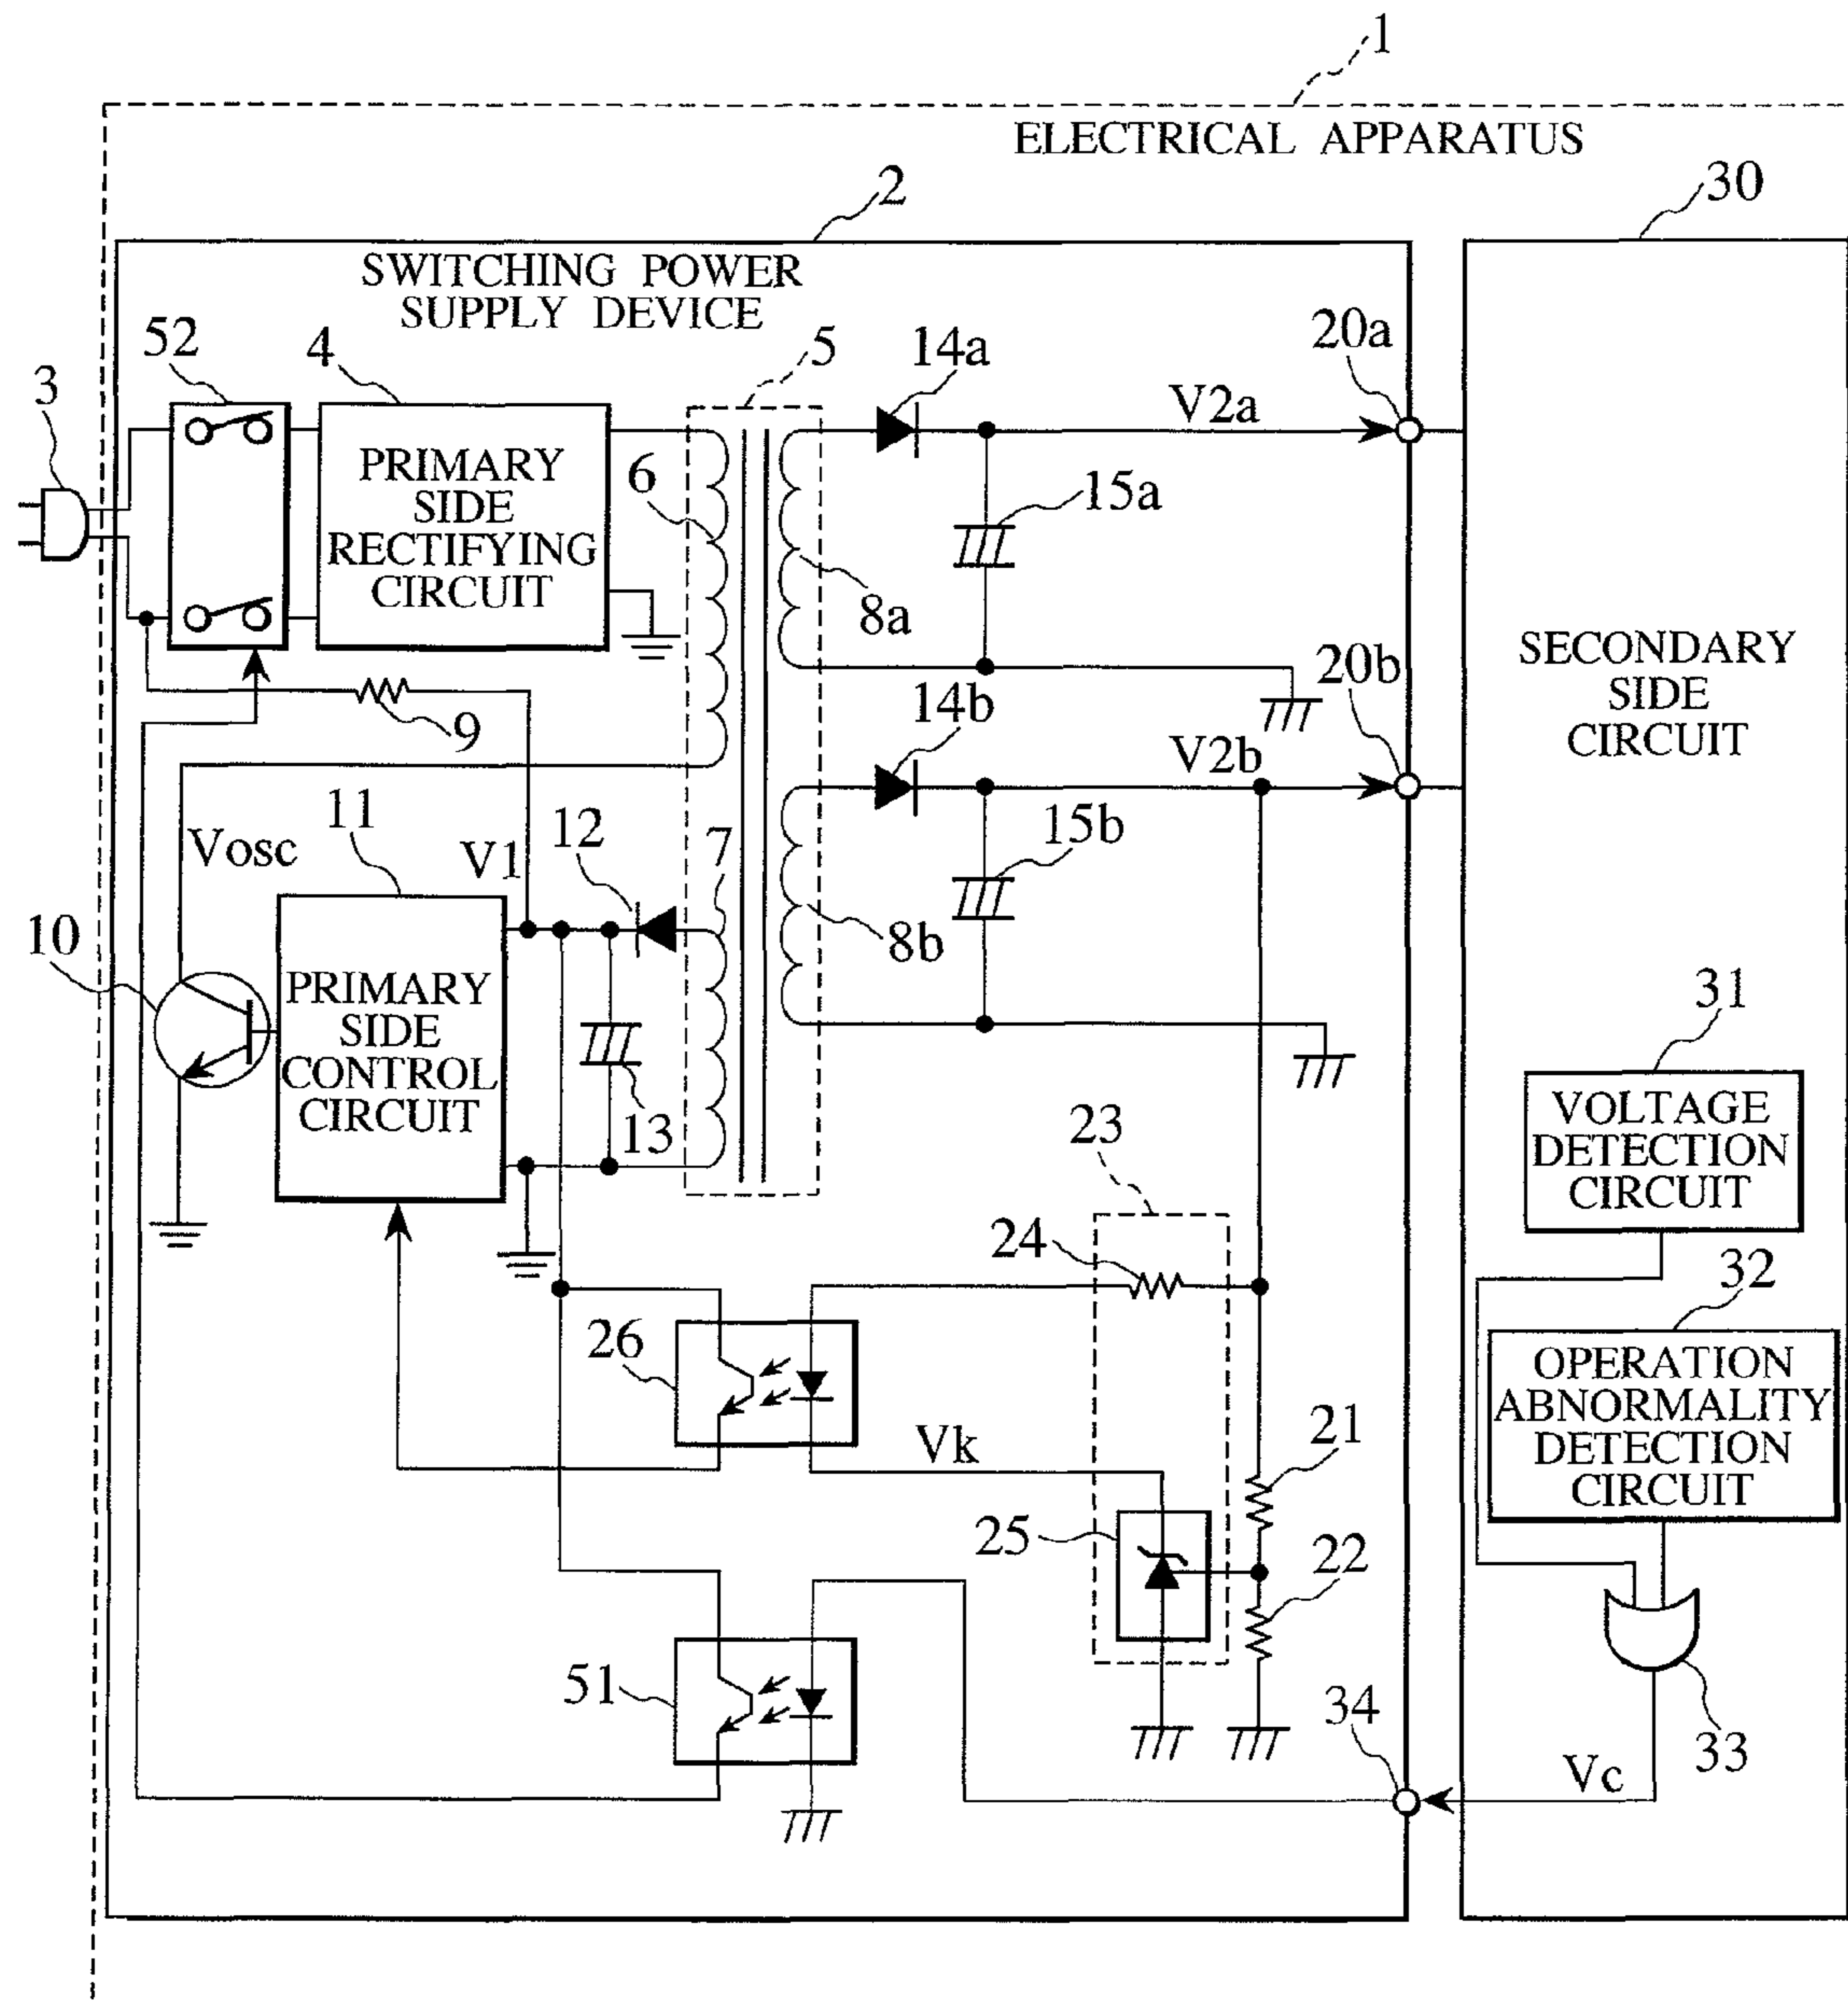 1
ELECTRICAL APPARATUS
2
30
SWITCHING POWER
SUPPLY DEVICE
52
4
5
14a
20a
3
V2a
PRIMARY
SIDE
RECTIFYING
CIRCUIT
6
15a
8a
SECONDARY
SIDE
CIRCUIT
20b
9
14b
V2b
11
12
7
15b
Vosc
V1
10
8b
PRIMARY
SIDE
CONTROL
CIRCUIT
31
13
VOLTAGE
DETECTION
CIRCUIT
23
24
32
26
OPERATION
ABNORMALITY
DETECTION
CIRCUIT
21
Vk
25
22
51
34
33
Vc